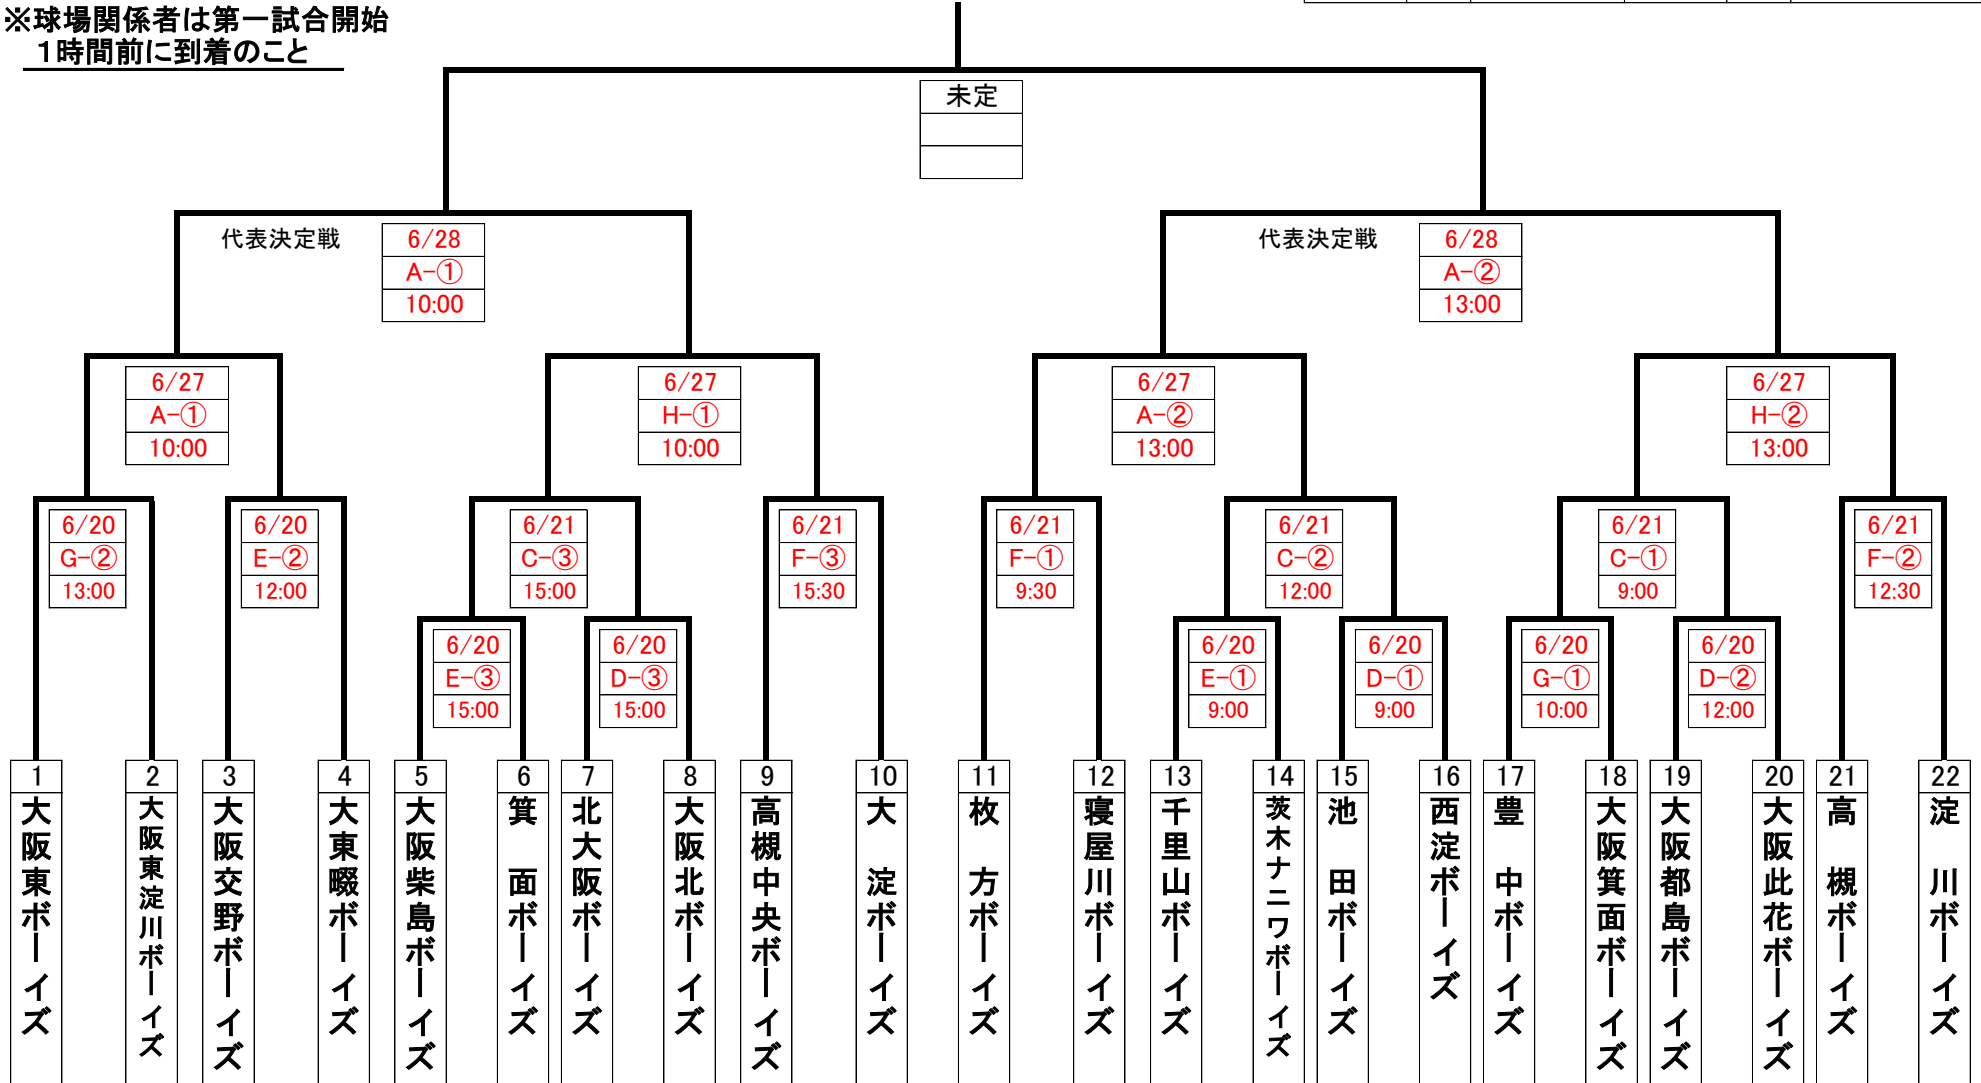 ※球場関係者は第一試合開始
1時間前に到着のこと
未定
代表決定戦
6/28
A-①
10:00
代表決定戦
6/28
A-②
13:00
6/27
A-①
10:00
6/27
H-①
10:00
6/27
A-②
13:00
6/27
H-②
13:00
6/20
G-②
13:00
6/20
E-②
12:00
6/21
C-③
15:00
6/21
F-③
15:30
6/21
F-①
9:30
6/21
C-②
12:00
6/21
C-①
9:00
6/21
F-②
12:30
6/20
E-③
15:00
6/20
D-③
15:00
6/20
E-①
9:00
6/20
D-①
9:00
6/20
G-①
10:00
6/20
D-②
12:00
1
大阪東ボーイズ
2
大阪東淀川ボーイズ
3
大阪交野ボーイズ
4
大東畷ボーイズ
5
大阪柴島ボーイズ
6
箕 面ボーイズ
7
北大阪ボーイズ
8
大阪北ボーイズ
9
高槻中央ボーイズ
10
大 淀ボーイズ
11
枚 方ボーイズ
12
寝屋川ボーイズ
13
千里山ボーイズ
14
茨木ナニワボーイズ
15
池 田ボーイズ
16
西淀ボーイズ
17
豊 中ボーイズ
18
大阪箕面ボーイズ
19
大阪都島ボーイズ
20
大阪此花ボーイズ
21
高 槻ボーイズ
22
淀 川ボーイズ